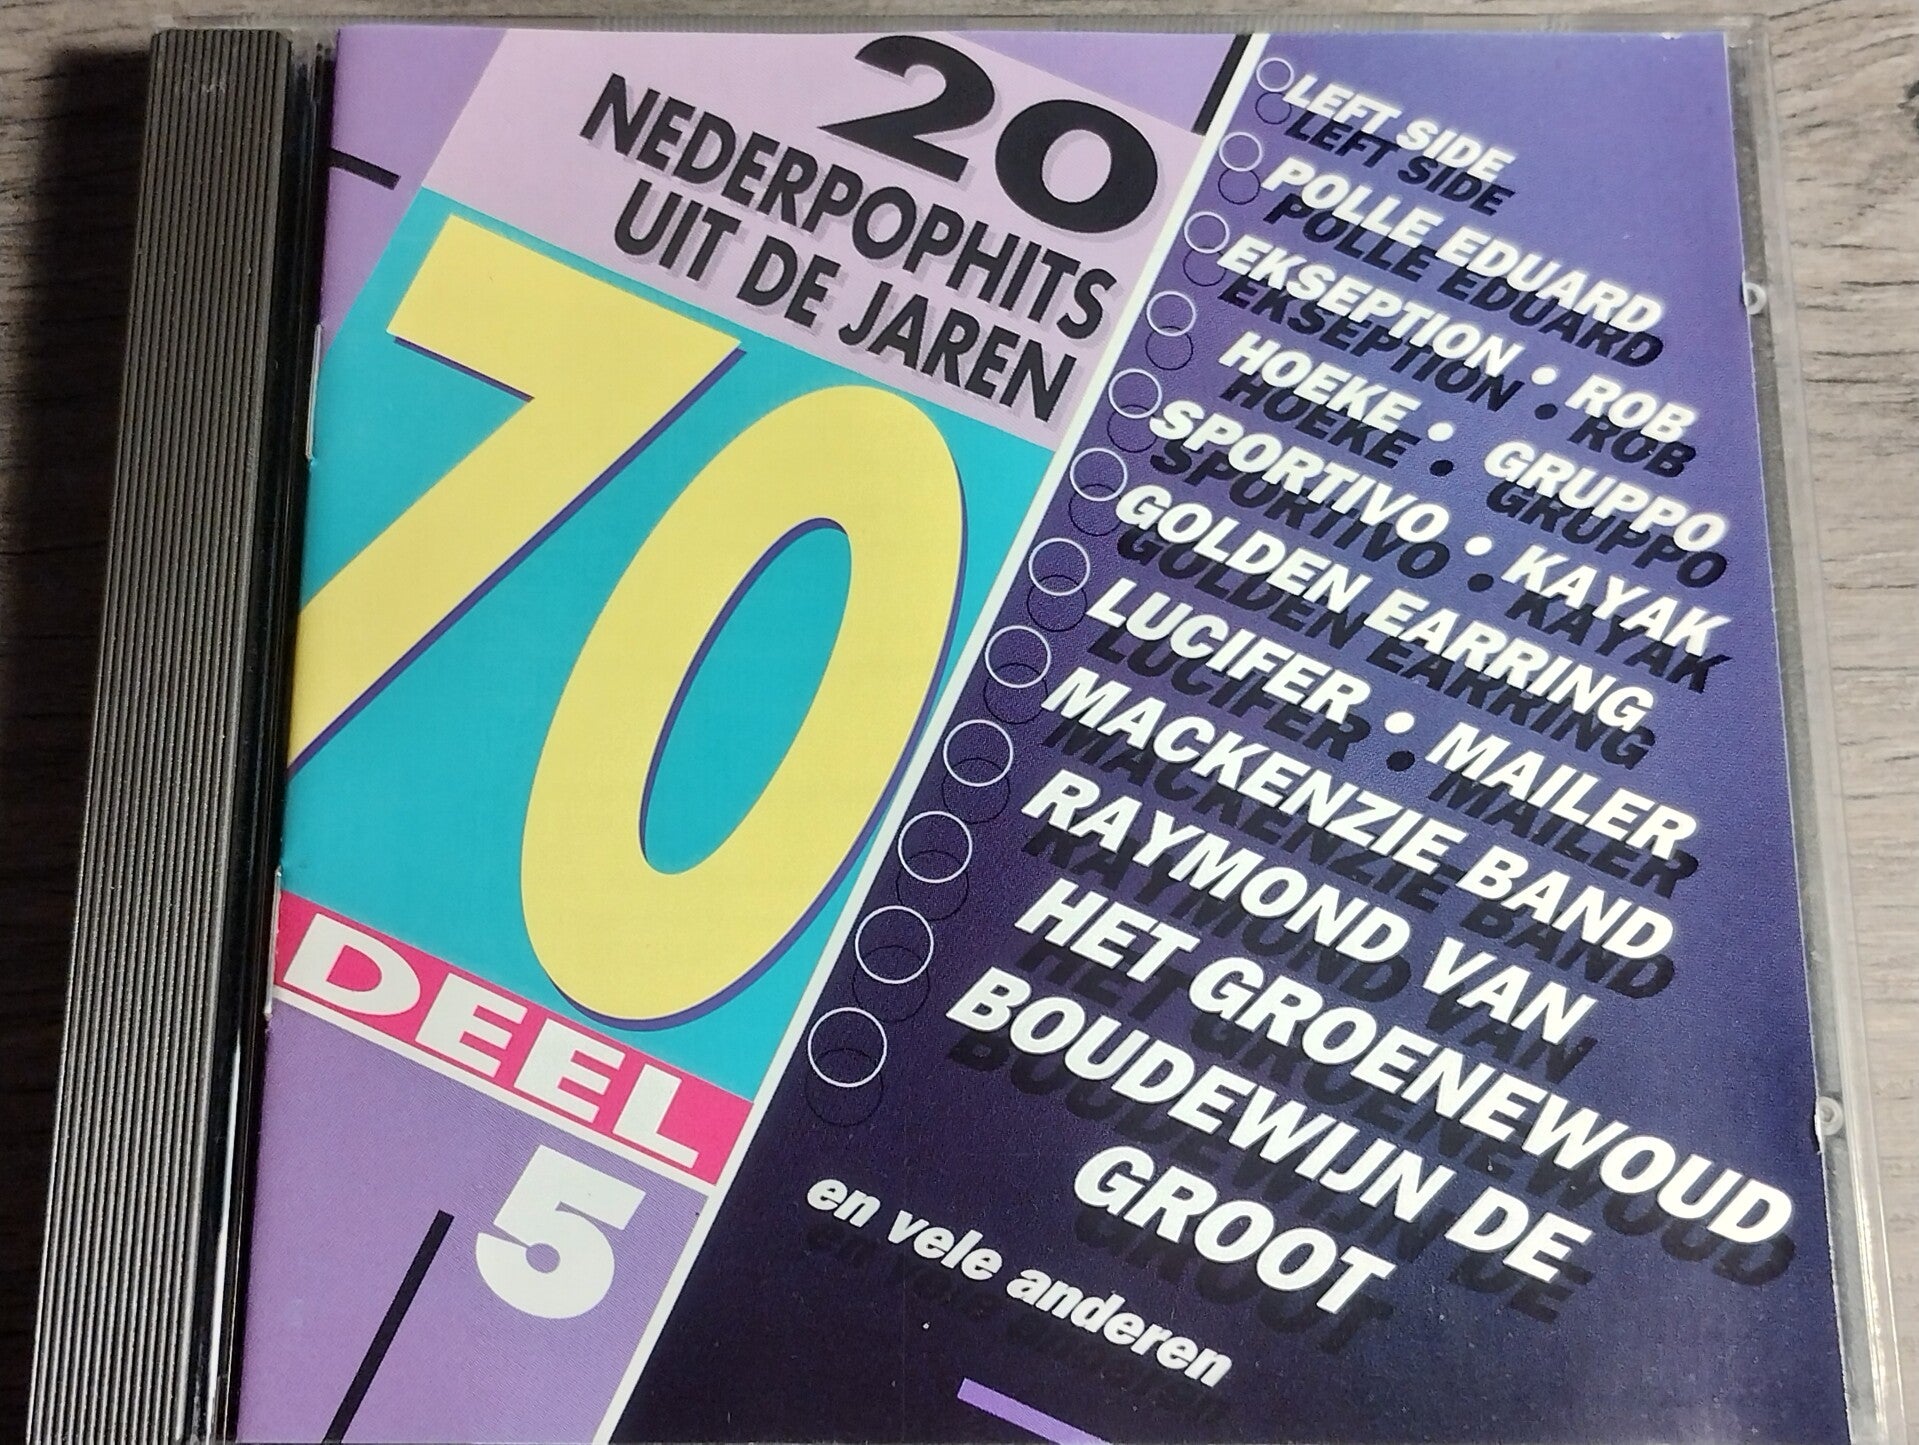 20
NEDERPOPHITS
UIT DE JAREN
70
DEEL
5
LEFT SIDE
POLLE EDUARD
EKSEPTION • ROB
HOEKE • GRUPPO
SPORTIVO • KAYAK
GOLDEN EARRING
LUCIFER • MAILER
MACKENZIE BAND
RAYMOND VAN
HET GROENEWOUD
BOUDEWIJN DE
GROOT
en vele anderen